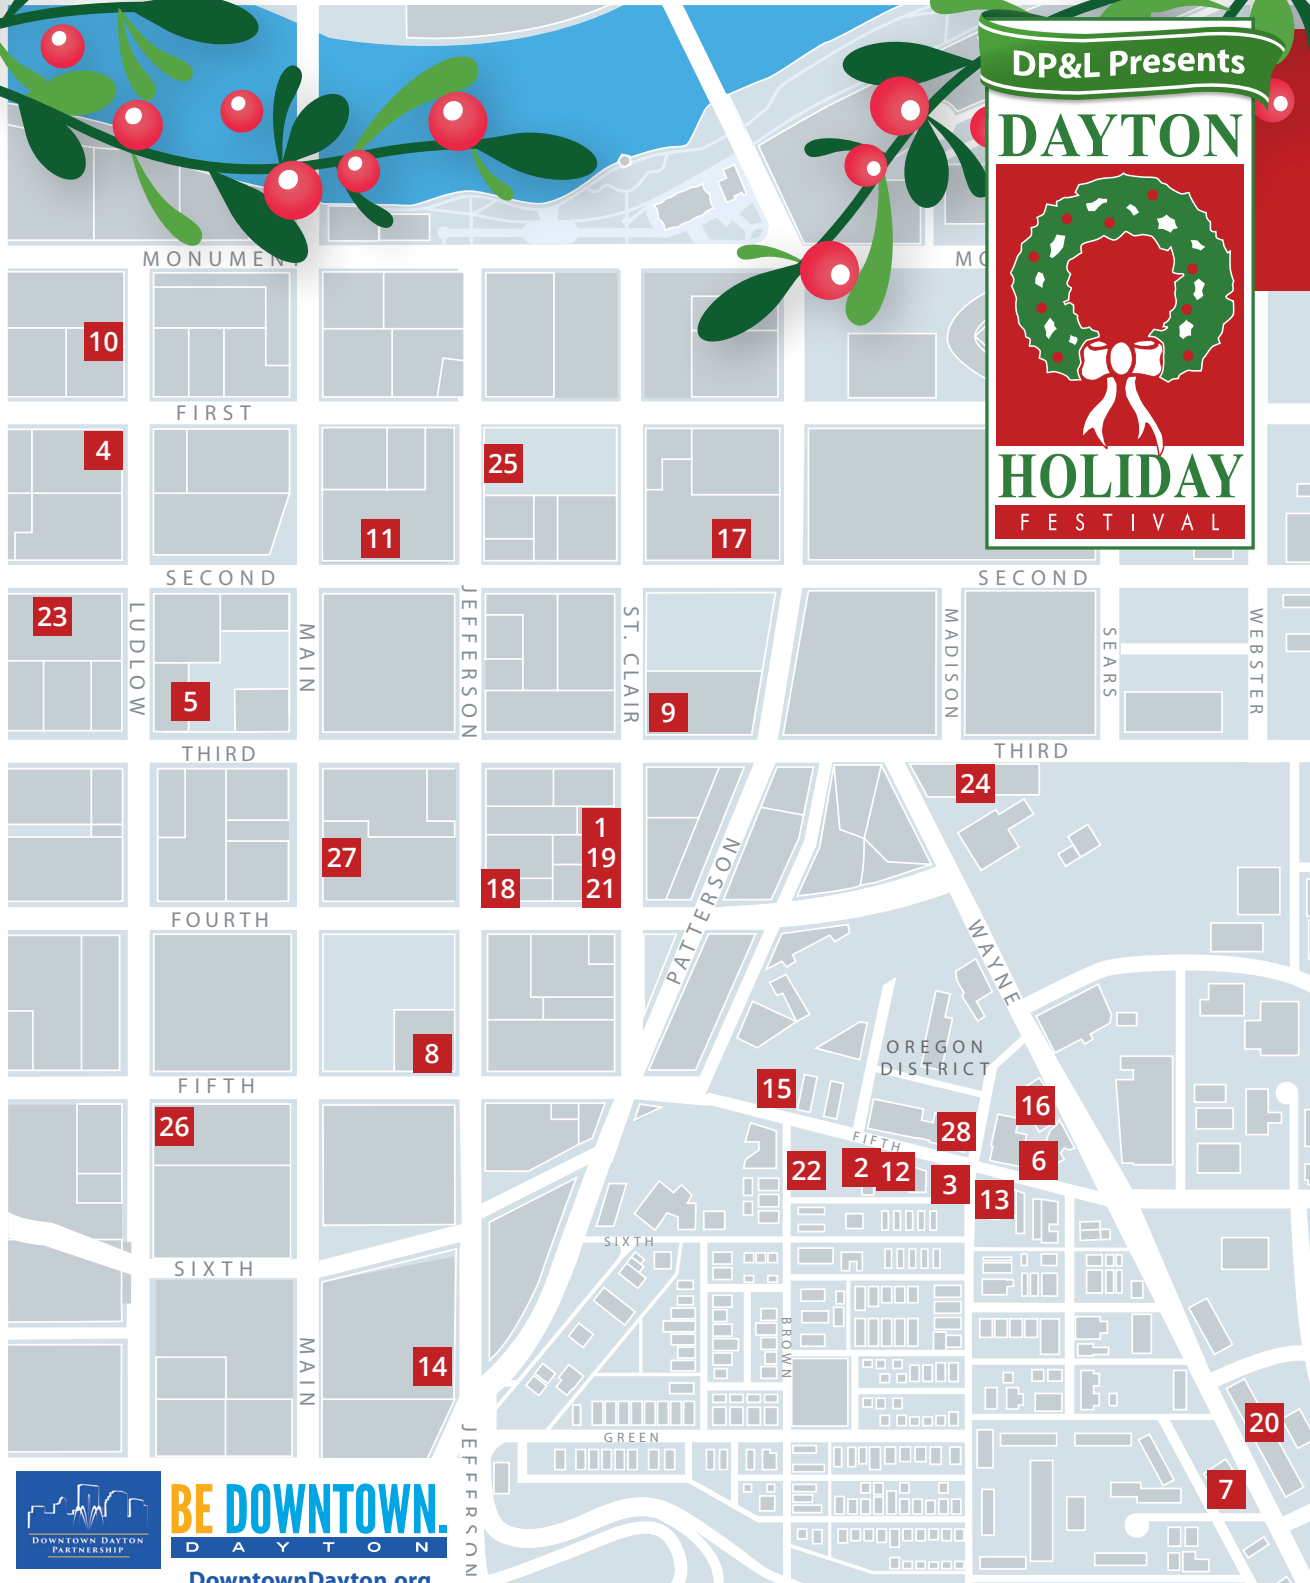 DP&L Presents
DAYTON
HOLIDAY
FESTIVAL
MONUMENT
10
FIRST
4
25
11
17
SECOND
SECOND
23
LUDLOW
5
MAIN
JEFFERSON
ST. CLAIR
9
MADISON
SEARS
WEBSTER
THIRD
THIRD
24
27
1
19
21
18
FOURTH
PATTERSON
WAYNE
8
OREGON
DISTRICT
FIFTH
15
16
26
FIFTH
28
22
2
12
3
6
13
SIXTH
SIXTH
MAIN
14
BROWN
GREEN
JEFFERSON
20
7
DOWNTOWN DAYTON
PARTNERSHIP
BE DOWNTOWN.
DAYTON
DowntownDayton.org